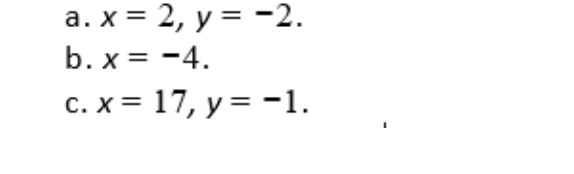 a. x = 2, y = −2.
b. x = −4.
c. x = 17, y = −1.